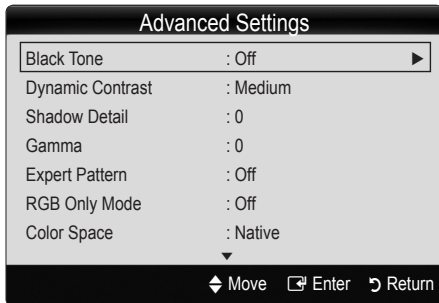 Advanced Settings
Black Tone : Off ▶
Dynamic Contrast : Medium
Shadow Detail : 0
Gamma : 0
Expert Pattern : Off
RGB Only Mode : Off
Color Space : Native
▼
Move Enter Return